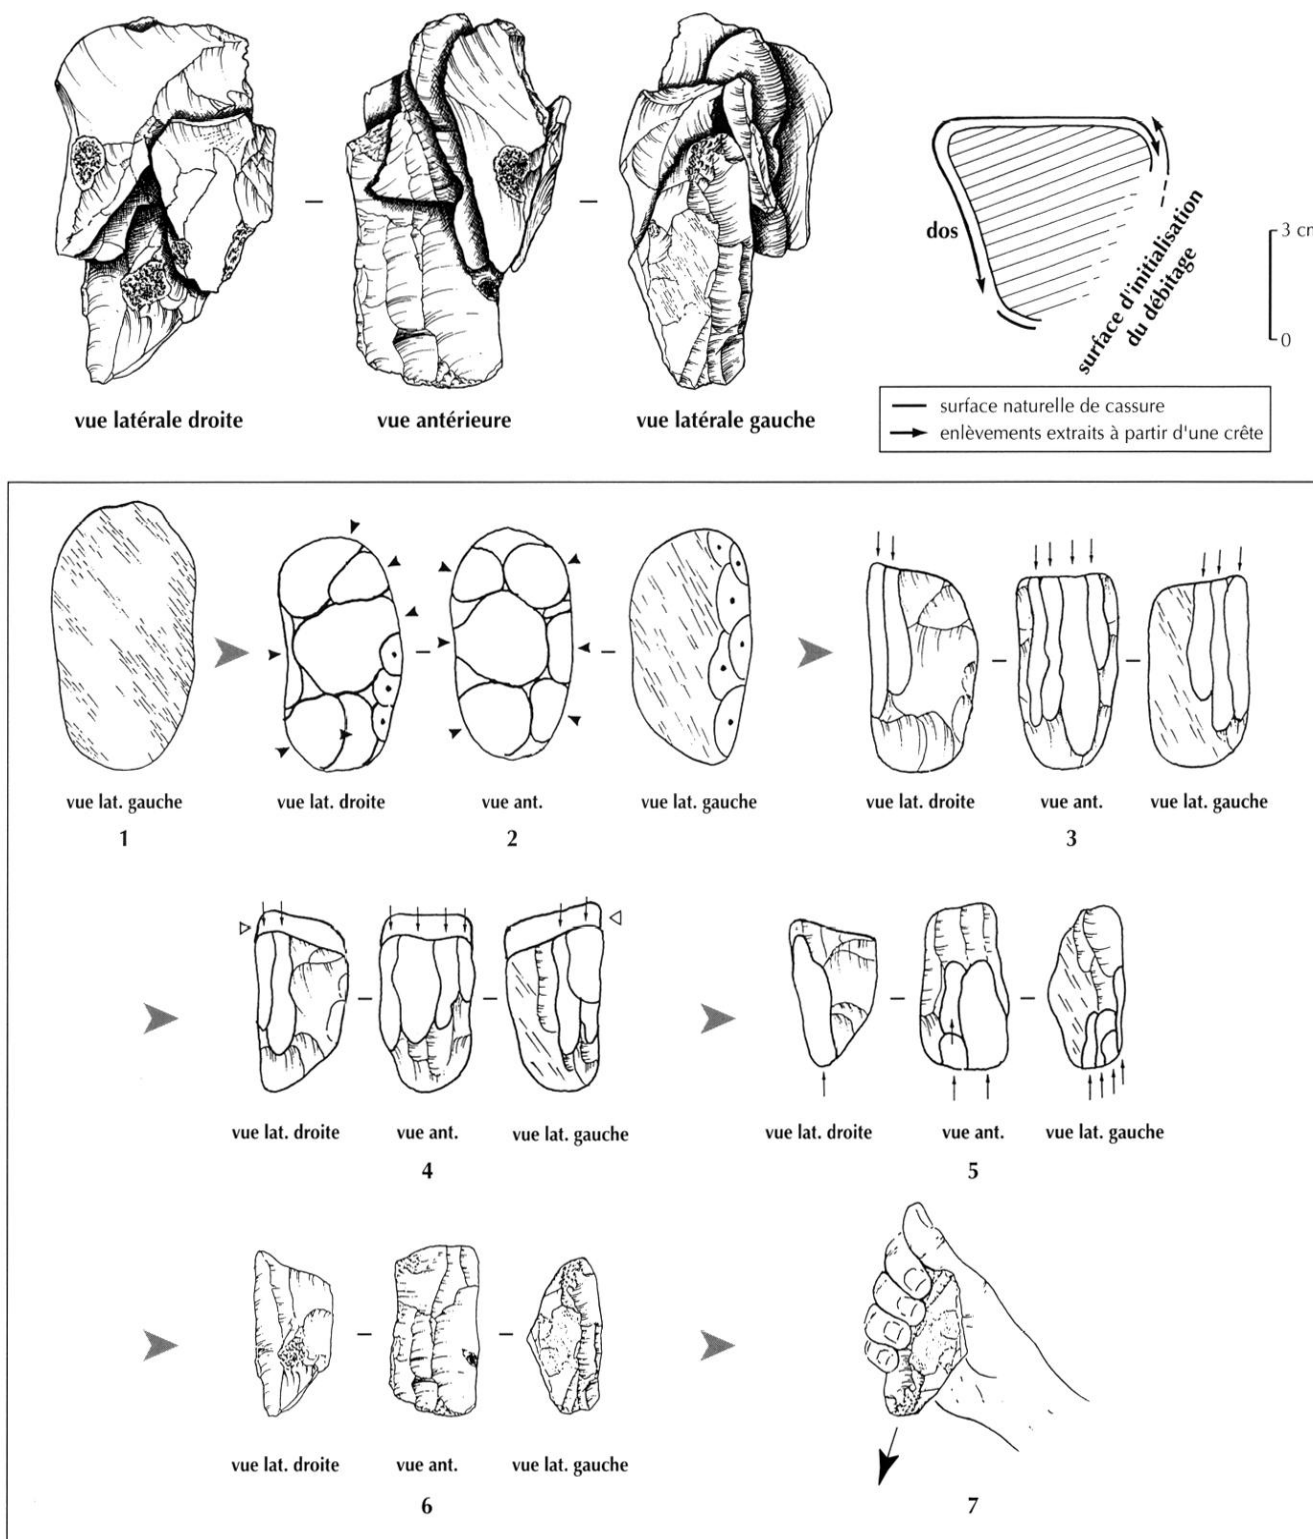 dos
surface d'initialisation
du débitage
3 cm
0
surface naturelle de cassure
enlèvements extraits à partir d'une crête
vue latérale droite
vue antérieure
vue latérale gauche
vue lat. gauche
1
vue lat. droite
vue ant.
vue lat. gauche
2
vue lat. droite
vue ant.
vue lat. gauche
3
vue lat. droite
vue ant.
vue lat. gauche
4
vue lat. droite
vue ant.
vue lat. gauche
5
vue lat. droite
vue ant.
vue lat. gauche
6
7